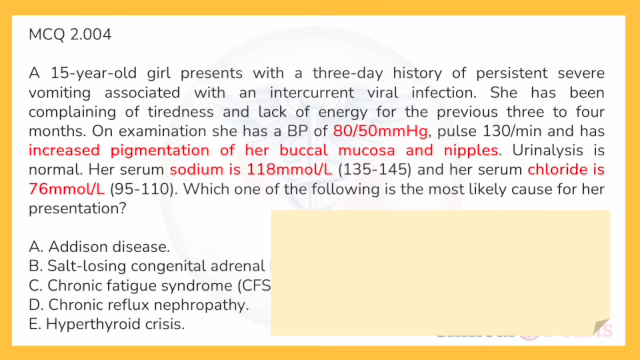 MCQ 2.004
A 15-year-old girl presents with a three-day history of persistent severe
vomiting associated with an intercurrent viral infection. She has been
complaining of tiredness and lack of energy for the previous three to four
months. On examination she has a BP of 80/50mmHg, pulse 130/min and has
increased pigmentation of her buccal mucosa and nipples. Urinalysis is
normal. Her serum sodium is 118mmol/L (135-145) and her serum chloride is
76mmol/L (95-110). Which one of the following is the most likely cause for her
presentation?
A. Addison disease.
B. Salt-losing congenital adrenal
C. Chronic fatigue syndrome (CFS
D. Chronic reflux nephropathy.
E. Hyperthyroid crisis.